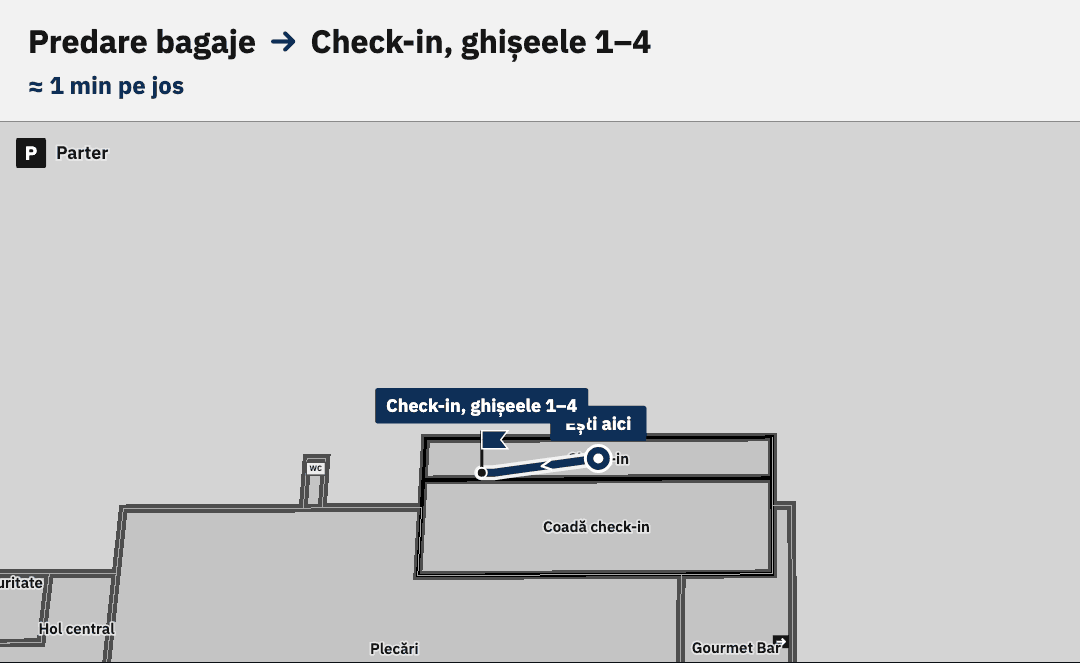 Predare bagaje → Check-in, ghișeele 1–4
≈ 1 min pe jos
P Parter
Check-in, ghișeele 1–4
Ești aici
-in
WC
Coadă check-in
uritate
Hol central
Plecări
Gourmet Bar